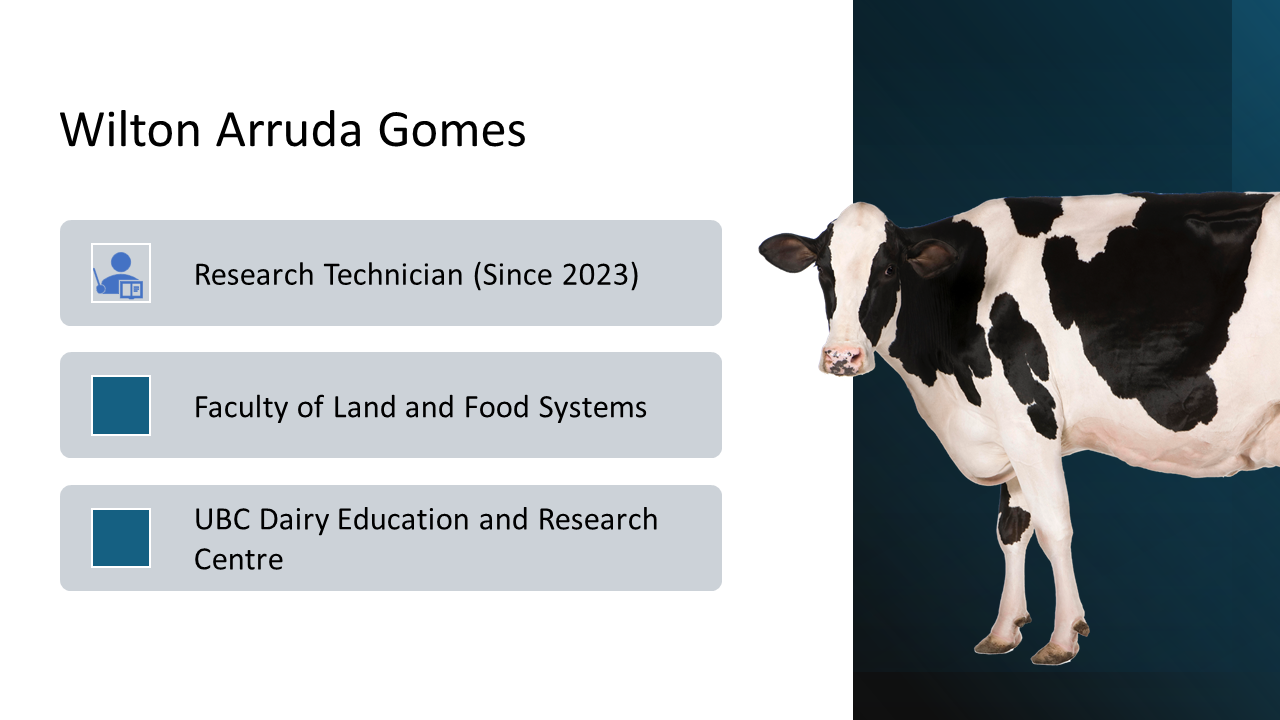 Wilton Arruda Gomes
Research Technician (Since 2023)
Faculty of Land and Food Systems
UBC Dairy Education and Research
Centre